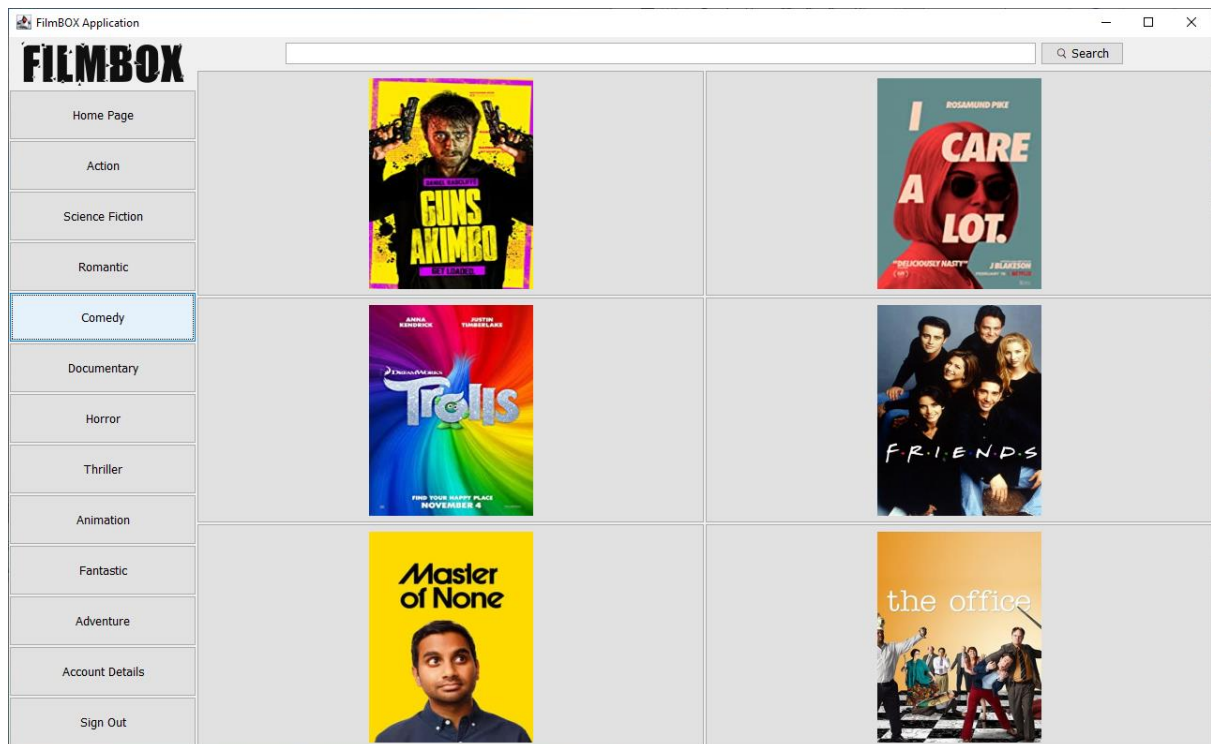 FilmBOX Application
FILMBOX
Search
Home Page
Action
Science Fiction
Romantic
Comedy
Documentary
Horror
Thriller
Animation
Fantastic
Adventure
Account Details
Sign Out
DANIEL RADCLIFFE
GUNS
AKIMBO
GET LOADED
ROSAMUND PIKE
I
CARE
A
LOT.
"DELICIOUSLY NASTY"
J BLAKESON
NETFLIX
ANNA KENDRICK
JUSTIN TIMBERLAKE
DREAMWORKS
Trolls
FIND YOUR HAPPY PLACE
NOVEMBER 4
F·R·I·E·N·D·S
Master
of None
the office